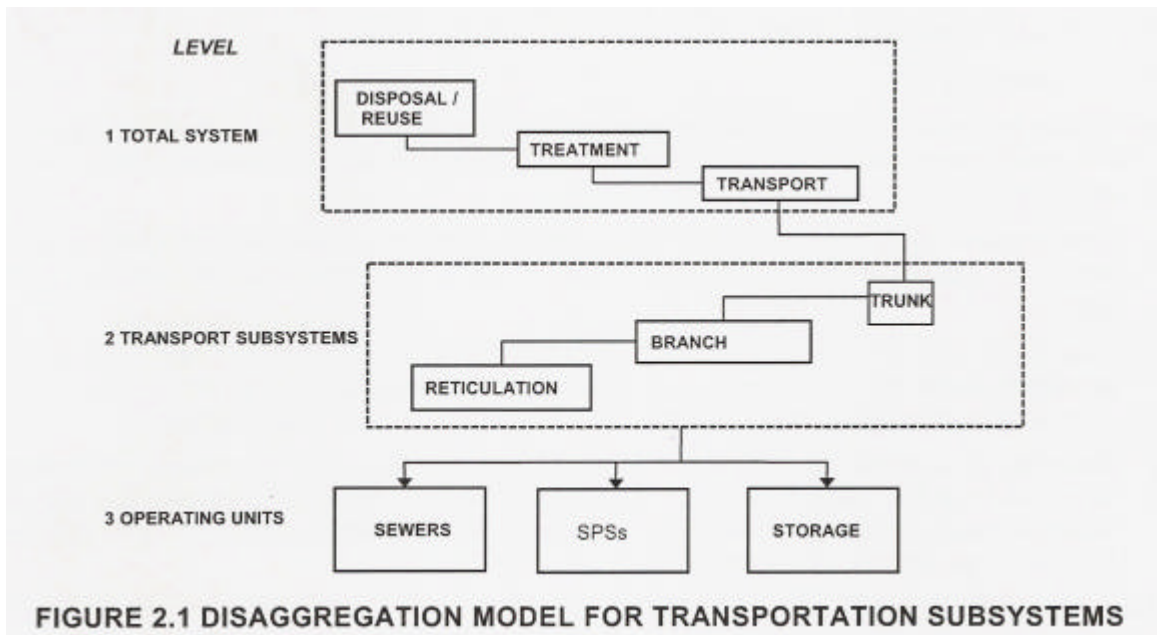 LEVEL
DISPOSAL /
REUSE
1 TOTAL SYSTEM
TREATMENT
TRANSPORT
TRUNK
2 TRANSPORT SUBSYSTEMS
BRANCH
RETICULATION
3 OPERATING UNITS
SEWERS
SPSs
STORAGE
FIGURE 2.1 DISAGGREGATION MODEL FOR TRANSPORTATION SUBSYSTEMS